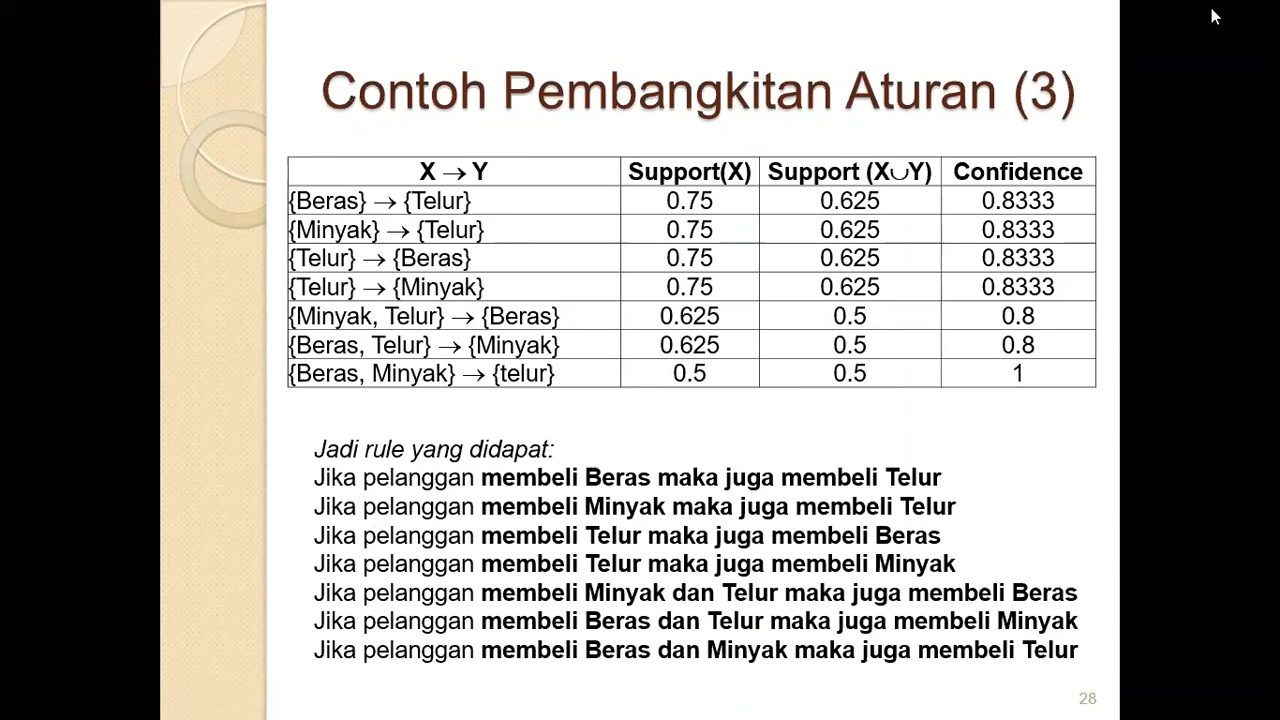 Contoh Pembangkitan Aturan (3)
X → Y Support(X) Support (X∪Y) Confidence
{Beras} → {Telur} 0.75 0.625 0.8333
{Minyak} → {Telur} 0.75 0.625 0.8333
{Telur} → {Beras} 0.75 0.625 0.8333
{Telur} → {Minyak} 0.75 0.625 0.8333
{Minyak, Telur} → {Beras} 0.625 0.5 0.8
{Beras, Telur} → {Minyak} 0.625 0.5 0.8
{Beras, Minyak} → {telur} 0.5 0.5 1
Jadi rule yang didapat:
Jika pelanggan membeli Beras maka juga membeli Telur
Jika pelanggan membeli Minyak maka juga membeli Telur
Jika pelanggan membeli Telur maka juga membeli Beras
Jika pelanggan membeli Telur maka juga membeli Minyak
Jika pelanggan membeli Minyak dan Telur maka juga membeli Beras
Jika pelanggan membeli Beras dan Telur maka juga membeli Minyak
Jika pelanggan membeli Beras dan Minyak maka juga membeli Telur
28